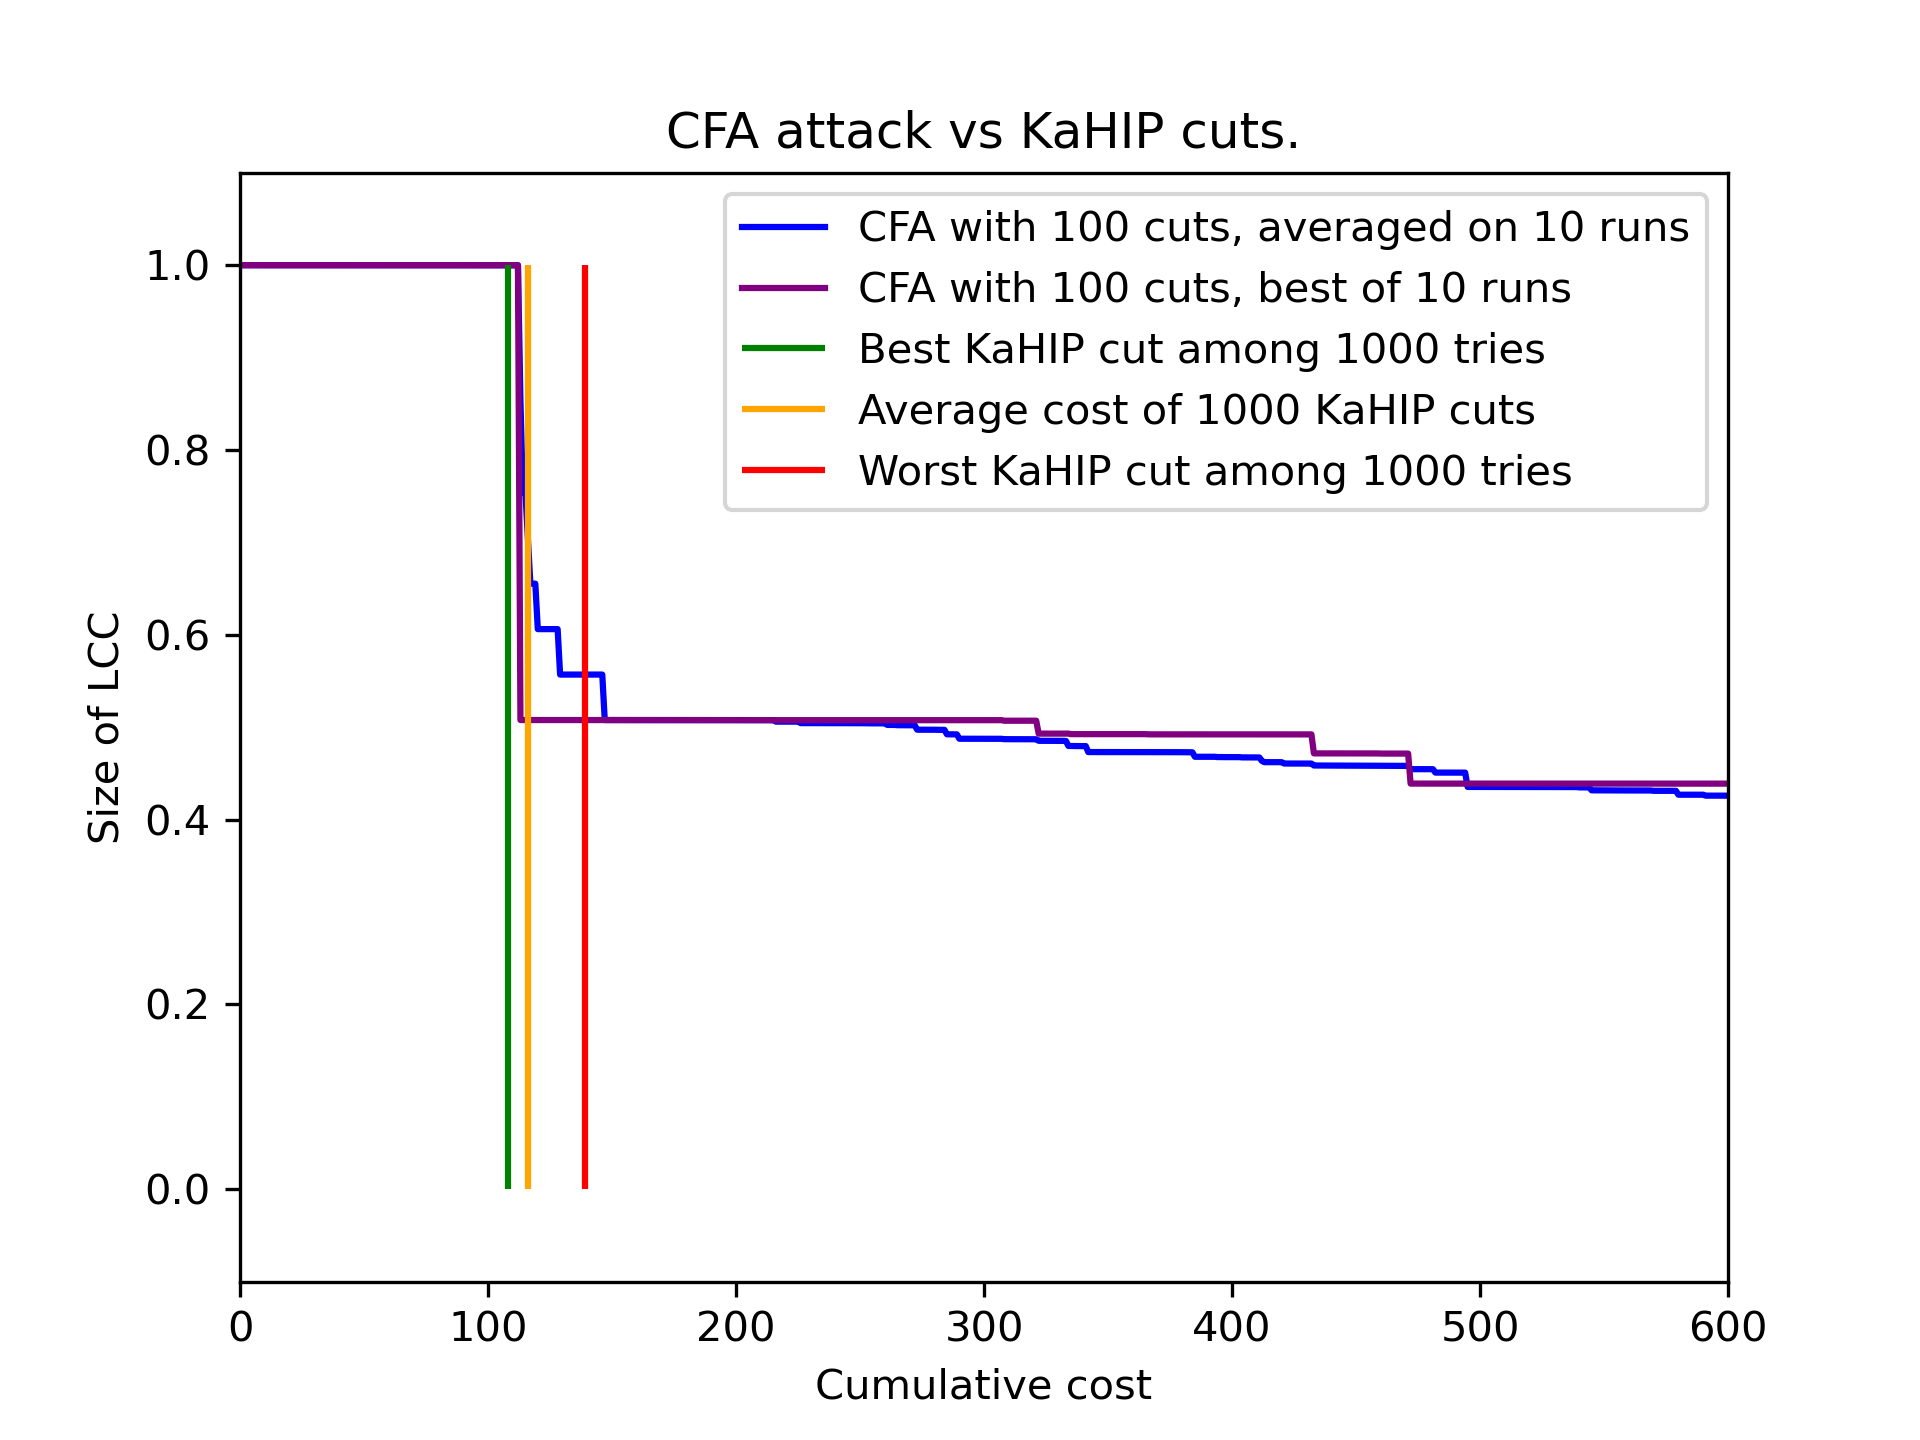 CFA attack vs KaHIP cuts.
CFA with 100 cuts, averaged on 10 runs
CFA with 100 cuts, best of 10 runs
Best KaHIP cut among 1000 tries
Average cost of 1000 KaHIP cuts
Worst KaHIP cut among 1000 tries
1.0
0.8
0.6
0.4
0.2
0.0
Size of LCC
0 100 200 300 400 500 600
Cumulative cost